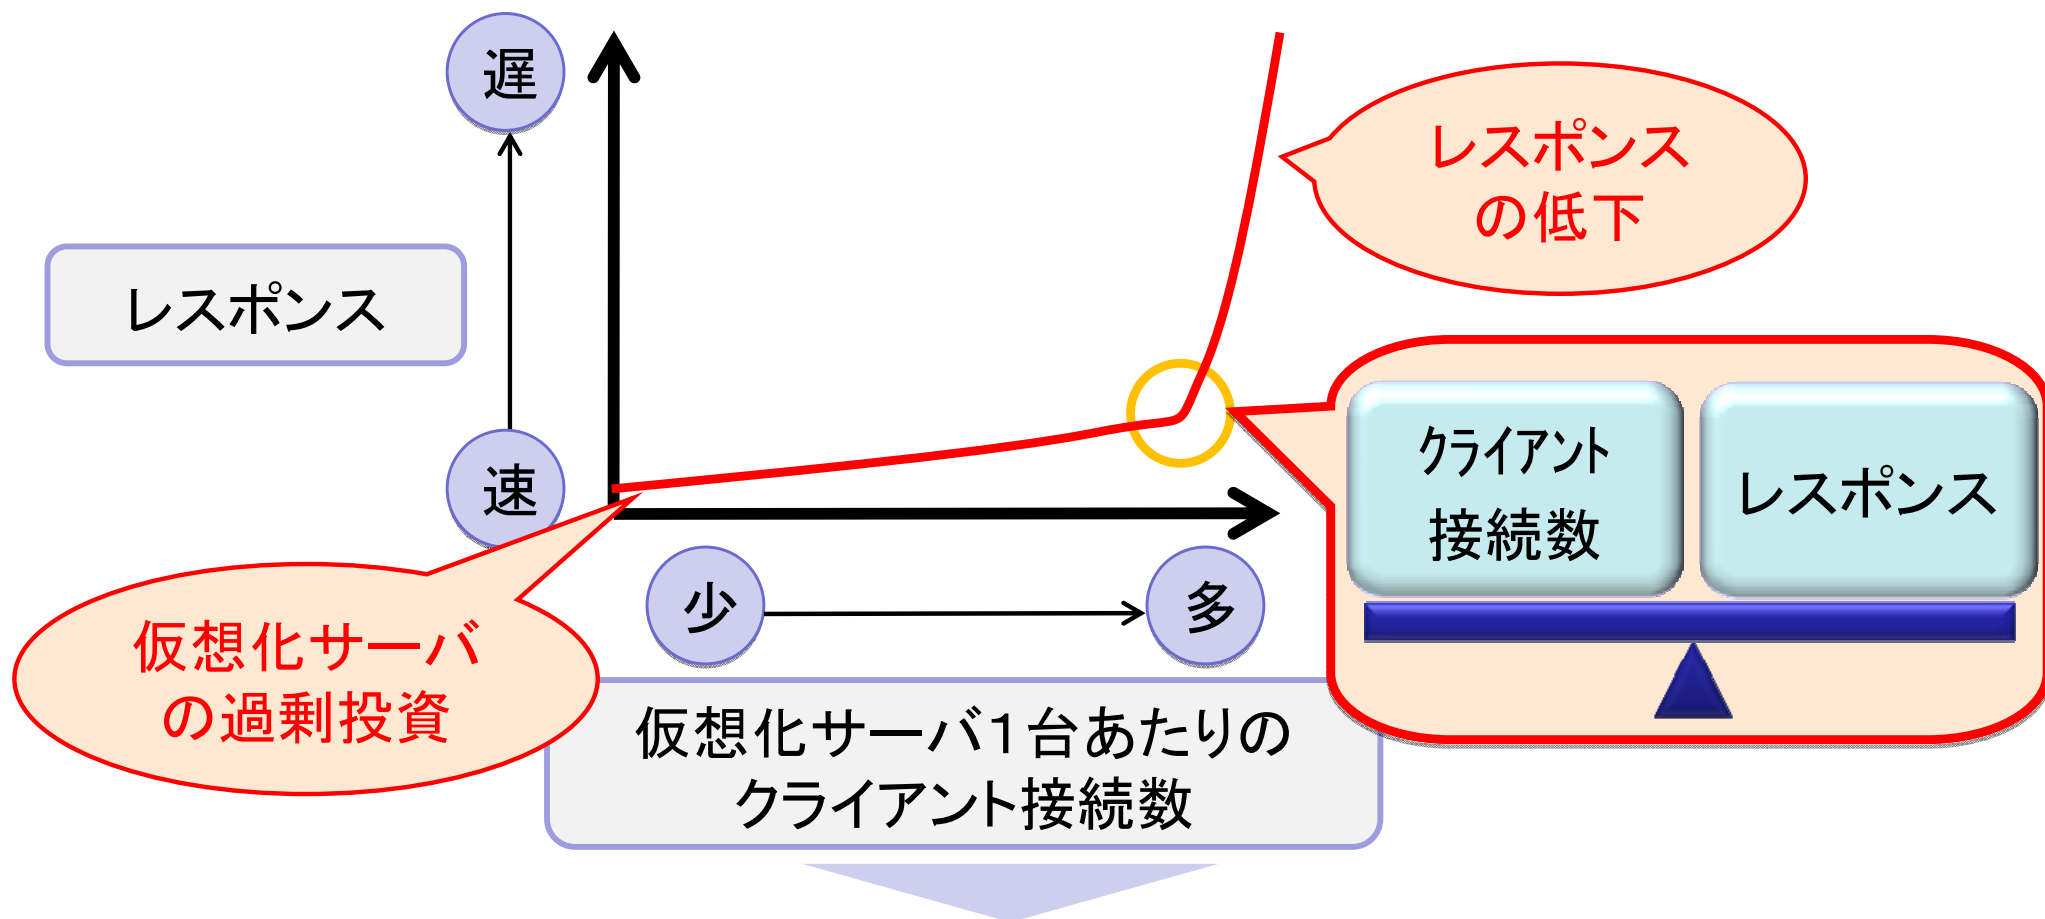 遅
レスポンス
の低下
レスポンス
クライアント
接続数
レスポンス
速
少
多
仮想化サーバ
の過剰投資
仮想化サーバ１台あたりの
クライアント接続数